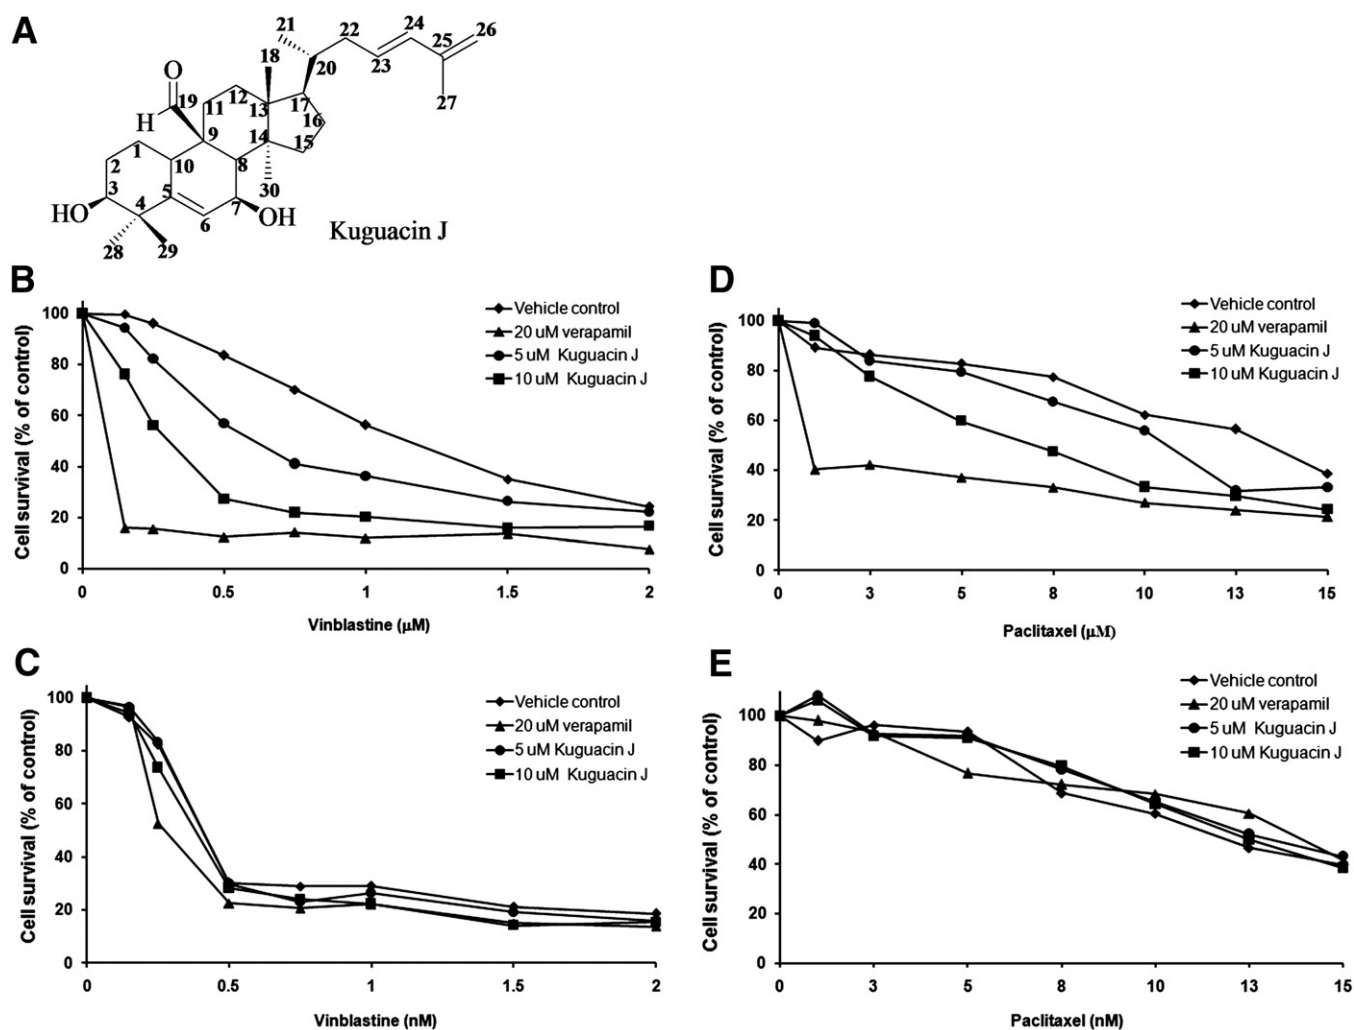 A
21
22
24
26
18
20
23
25
27
O
H
19
11
12
13
17
16
15
14
9
8
30
1
2
10
3
4
5
6
7
HO
OH
28
29
Kuguacin J
B
Cell survival (% of control)
100
80
60
40
20
0
0 0.5 1 1.5 2
Vinblastine (μM)
Vehicle control
20 uM verapamil
5 uM Kuguacin J
10 uM Kuguacin J
D
Cell survival (% of control)
100
80
60
40
20
0
0 3 5 8 10 13 15
Paclitaxel (μM)
Vehicle control
20 uM verapamil
5 uM Kuguacin J
10 uM Kuguacin J
C
Cell survival (% of control)
100
80
60
40
20
0
0 0.5 1 1.5 2
Vinblastine (nM)
Vehicle control
20 uM verapamil
5 uM Kuguacin J
10 uM Kuguacin J
E
Cell survival (% of control)
100
80
60
40
20
0
0 3 5 8 10 13 15
Paclitaxel (nM)
Vehicle control
20 uM verapamil
5 uM Kuguacin J
10 uM Kuguacin J